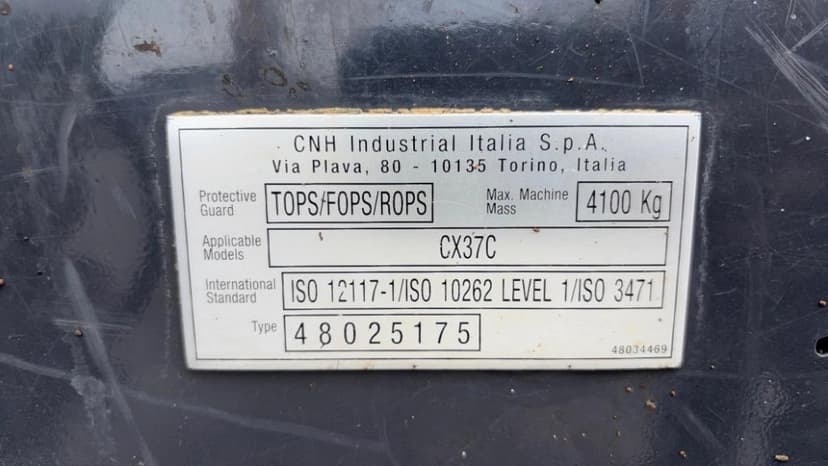 CNH Industrial Italia S.p.A.
Via Plava, 80 - 10135 Torino, Italia
Protective Guard TOPS/FOPS/ROPS Max. Machine Mass 4100 Kg
Applicable Models CX37C
International Standard ISO 12117-1/ISO 10262 LEVEL 1/ISO 3471
Type 48025175
48034469